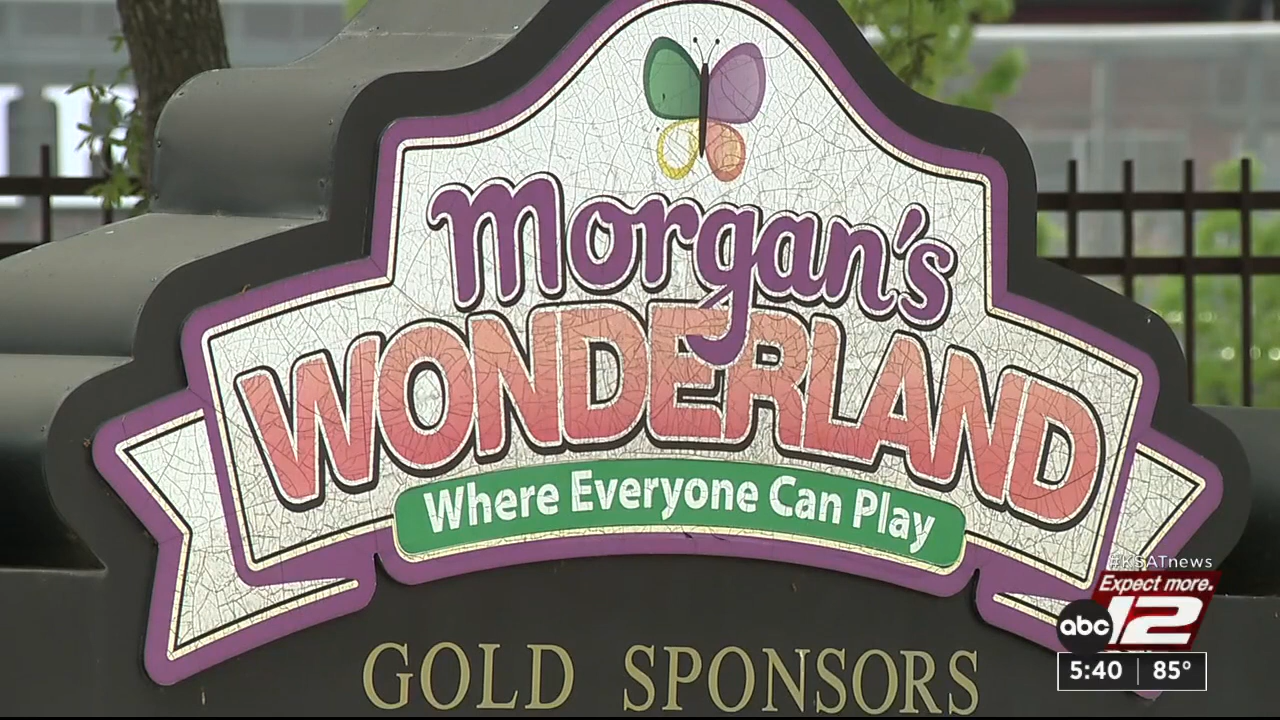 Morgan's
WONDERLAND
Where Everyone Can Play
GOLD SPONSORS
#KSATnews
Expect more.
abc 12
5:40 85°